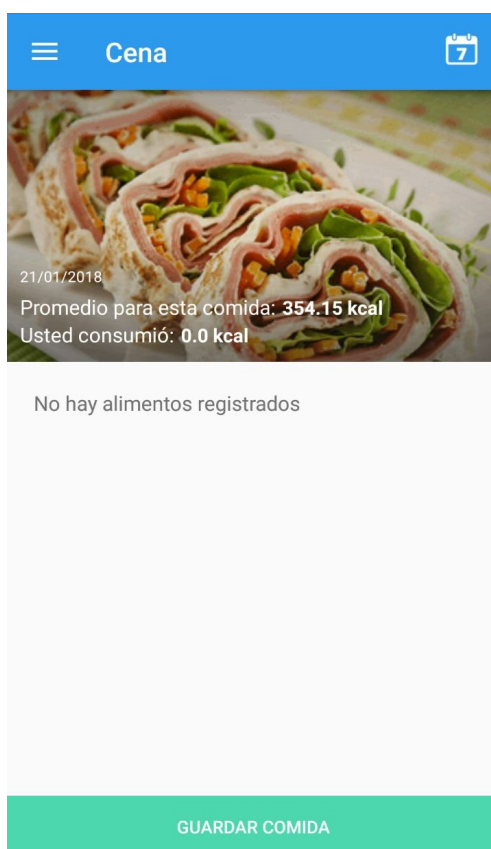 Cena
7
21/01/2018
Promedio para esta comida: 354.15 kcal
Usted consumió: 0.0 kcal
No hay alimentos registrados
GUARDAR COMIDA